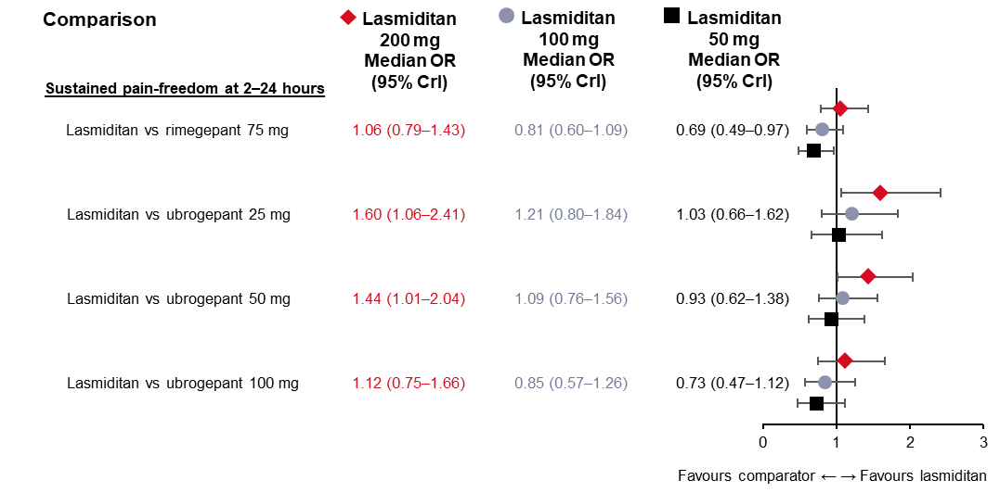 Comparison
Lasmiditan
200 mg
Median OR
(95% CrI)
Lasmiditan
100 mg
Median OR
(95% CrI)
Lasmiditan
50 mg
Median OR
(95% CrI)
Sustained pain-freedom at 2–24 hours
Lasmiditan vs rimegepant 75 mg 1.06 (0.79–1.43) 0.81 (0.60–1.09) 0.69 (0.49–0.97)
Lasmiditan vs ubrogepant 25 mg 1.60 (1.06–2.41) 1.21 (0.80–1.84) 1.03 (0.66–1.62)
Lasmiditan vs ubrogepant 50 mg 1.44 (1.01–2.04) 1.09 (0.76–1.56) 0.93 (0.62–1.38)
Lasmiditan vs ubrogepant 100 mg 1.12 (0.75–1.66) 0.85 (0.57–1.26) 0.73 (0.47–1.12)
0 1 2 3
Favours comparator ← → Favours lasmiditan